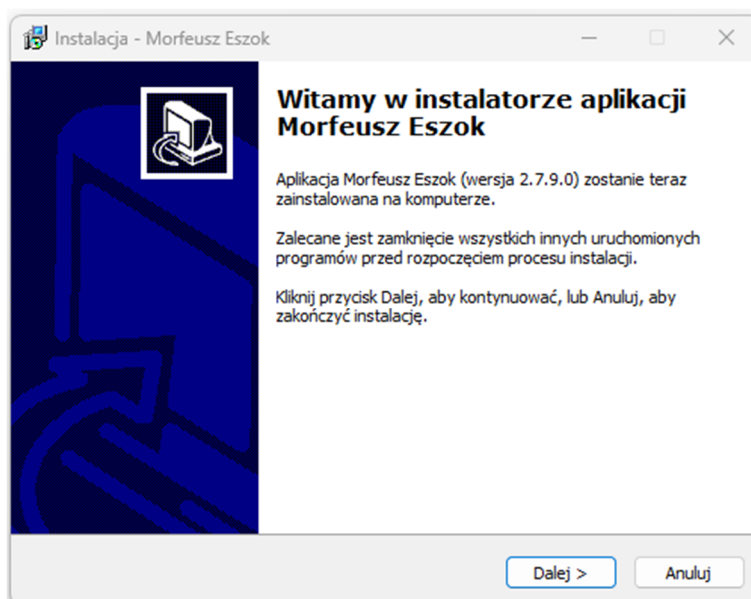 Instalacja - Morfeusz Eszok
Witamy w instalatorze aplikacji
Morfeusz Eszok
Aplikacja Morfeusz Eszok (wersja 2.7.9.0) zostanie teraz
zainstalowana na komputerze.
Zalecane jest zamknięcie wszystkich innych uruchomionych
programów przed rozpoczęciem procesu instalacji.
Kliknij przycisk Dalej, aby kontynuować, lub Anuluj, aby
zakończyć instalację.
Dalej >
Anuluj